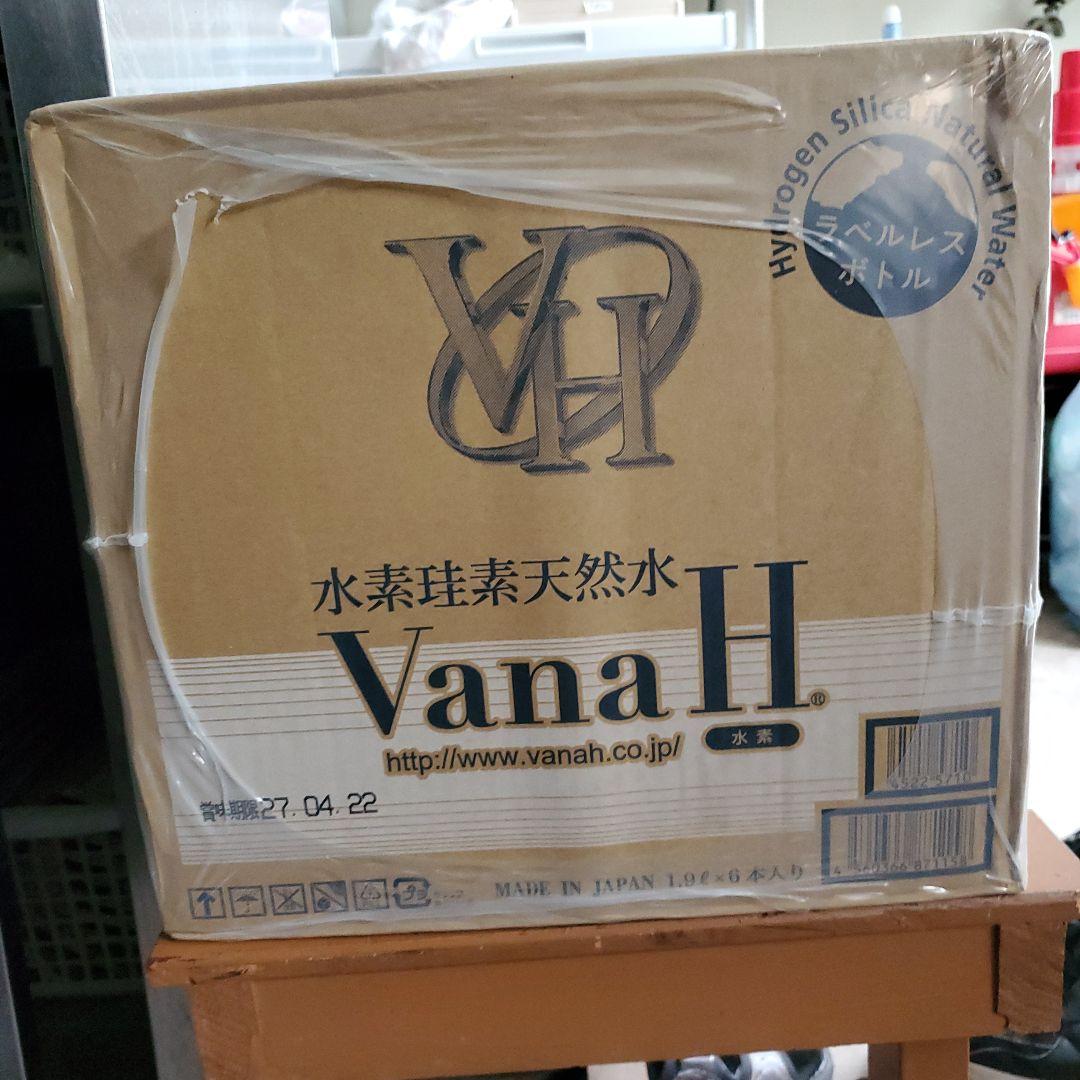 Hydrogen Silica Natural Water
ラベルレス
ボトル
VH
水素珪素天然水
VanaH®
水素
http://www.vanah.co.jp/
賞味期限27.04.22
MADE IN JAPAN 1.9ℓ×6本入り